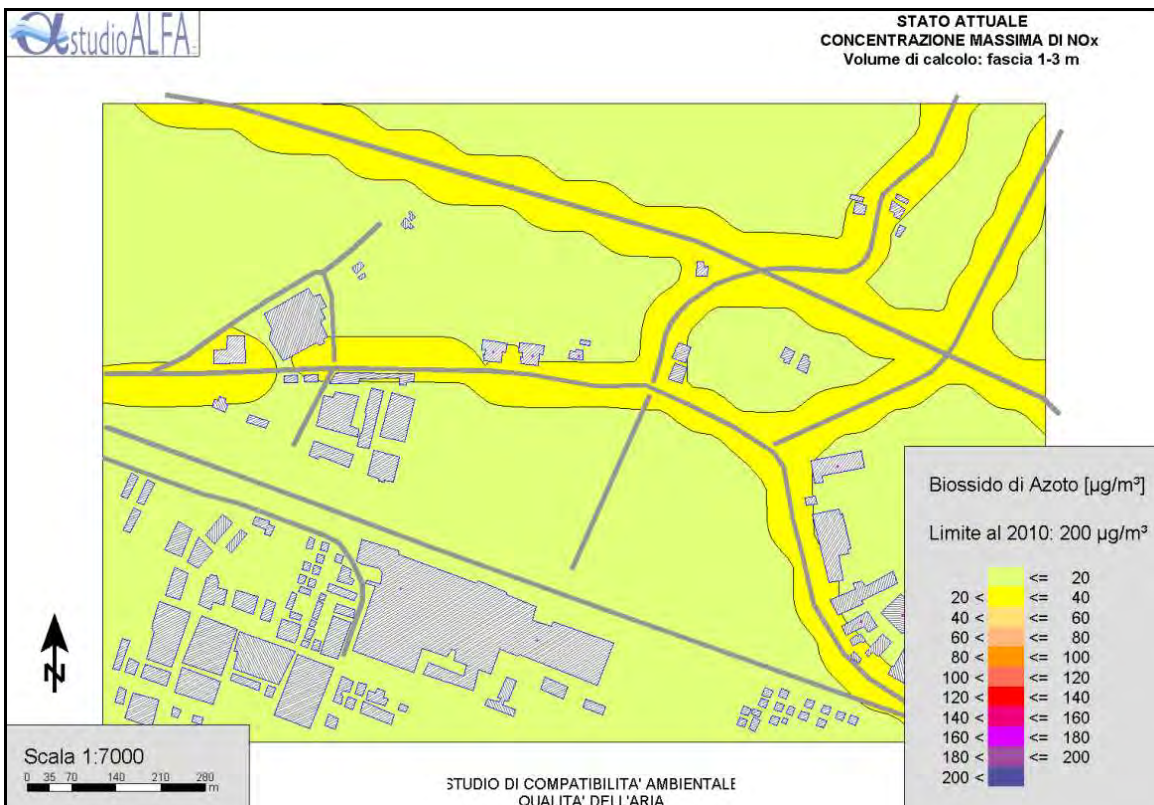 studioALFA
STATO ATTUALE
CONCENTRAZIONE MASSIMA DI NOx
Volume di calcolo: fascia 1-3 m
Biossido di Azoto [µg/m³]
Limite al 2010: 200 µg/m³
<= 20
20 < <= 40
40 < <= 60
60 < <= 80
80 < <= 100
100 < <= 120
120 < <= 140
140 < <= 160
160 < <= 180
180 < <= 200
200 <
N
Scala 1:7000
0 35 70 140 210 280
m
STUDIO DI COMPATIBILITA' AMBIENTALE
QUALITA' DELL'ARIA